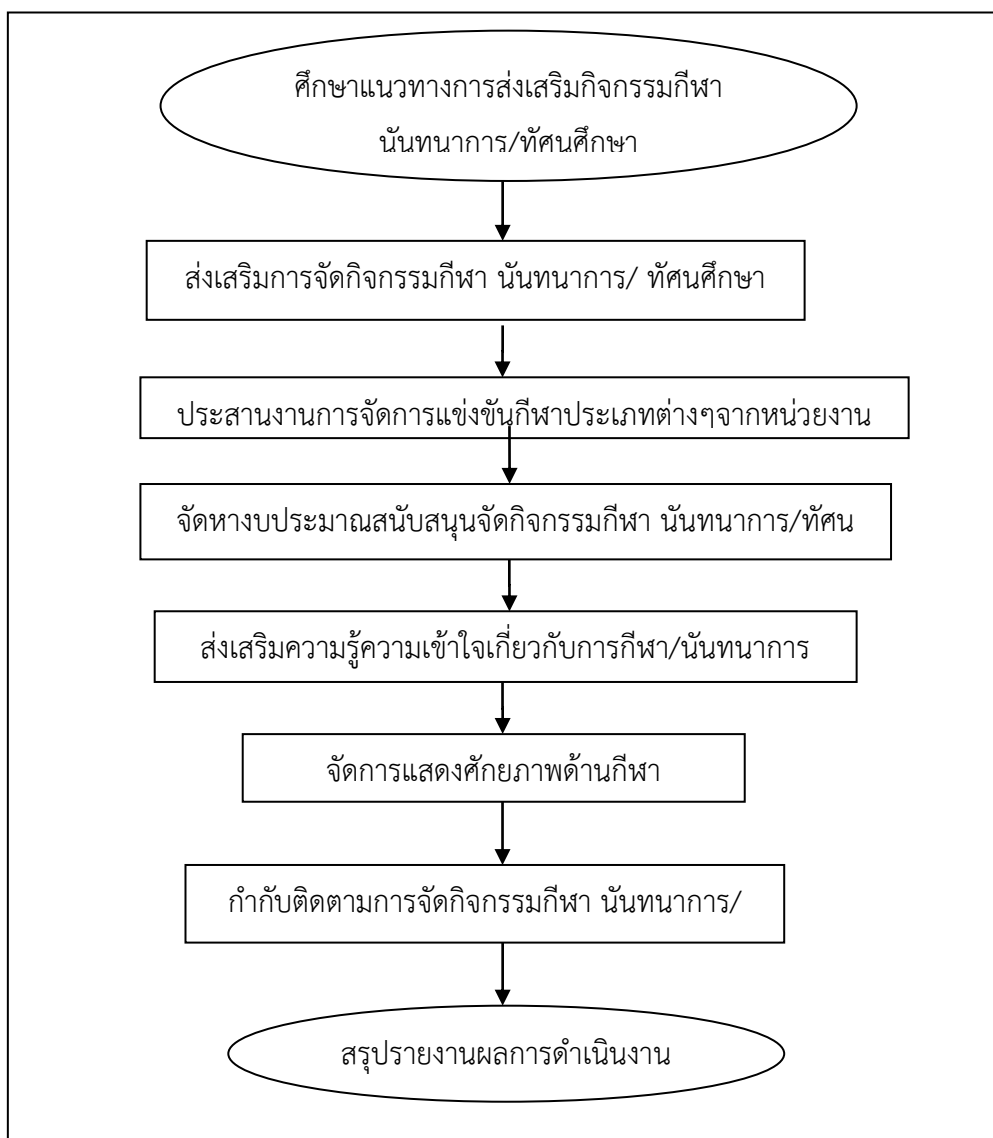 ศึกษาแนวทางการส่งเสริมกิจกรรมกีฬา
นันทนาการ/ทัศนศึกษา
ส่งเสริมการจัดกิจกรรมกีฬา นันทนาการ/ ทัศนศึกษา
ประสานงานการจัดการแข่งขันกีฬาประเภทต่างๆจากหน่วยงาน
จัดหางบประมาณสนับสนุนจัดกิจกรรมกีฬา นันทนาการ/ทัศน
ส่งเสริมความรู้ความเข้าใจเกี่ยวกับการกีฬา/นันทนาการ
จัดการแสดงศักยภาพด้านกีฬา
กำกับติดตามการจัดกิจกรรมกีฬา นันทนาการ/
สรุปรายงานผลการดำเนินงาน